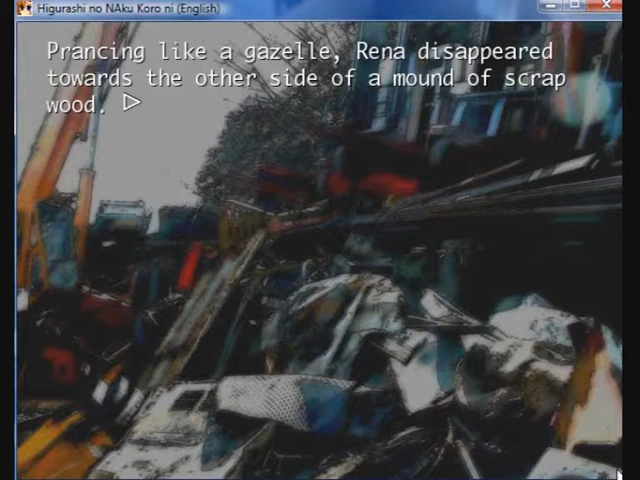 Higurashi no NAku Koro ni (English)
Prancing like a gazelle, Rena disappeared
towards the other side of a mound of scrap
wood.